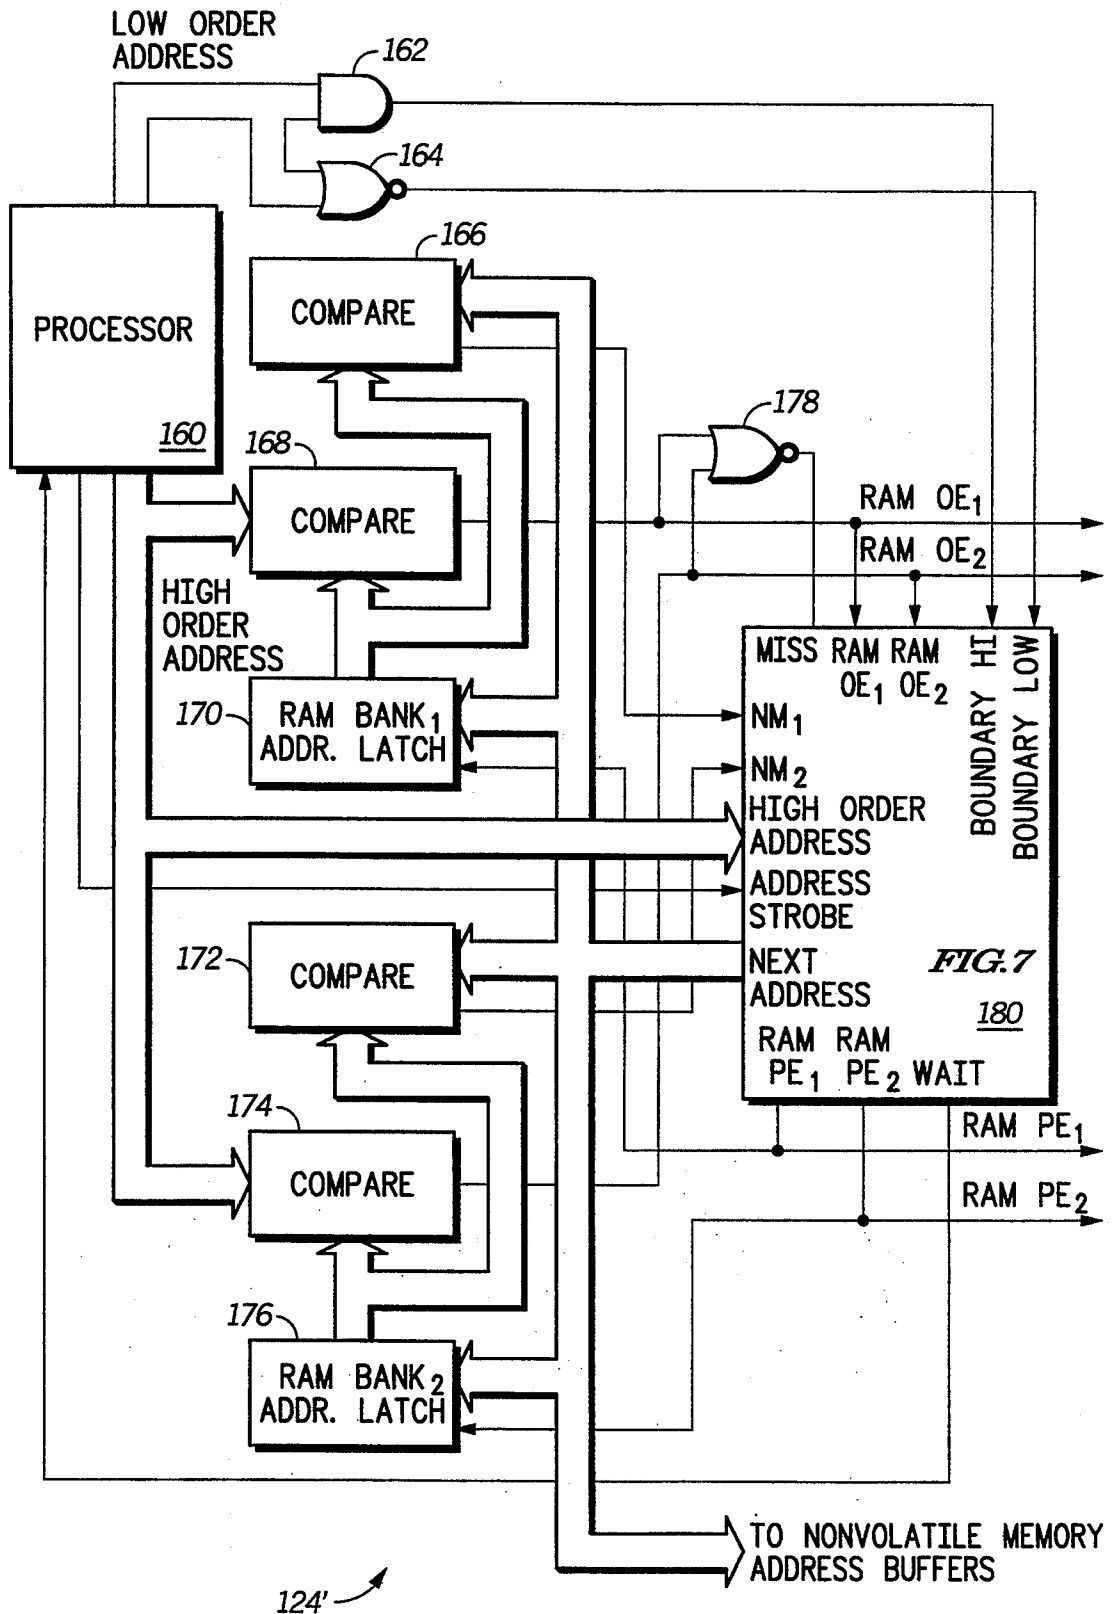 LOW ORDER
ADDRESS
162
164
PROCESSOR
160
166
COMPARE
178
168
COMPARE
RAM OE1
RAM OE2
HIGH
ORDER
ADDRESS
170
RAM BANK1
ADDR. LATCH
MISS
RAM
OE1
RAM
OE2
BOUNDARY HI
BOUNDARY LOW
NM1
NM2
HIGH ORDER
ADDRESS
ADDRESS
STROBE
172
COMPARE
NEXT
ADDRESS
FIG.7
180
RAM
PE1
RAM
PE2
WAIT
174
COMPARE
RAM PE1
RAM PE2
176
RAM BANK2
ADDR. LATCH
TO NONVOLATILE MEMORY
ADDRESS BUFFERS
124'